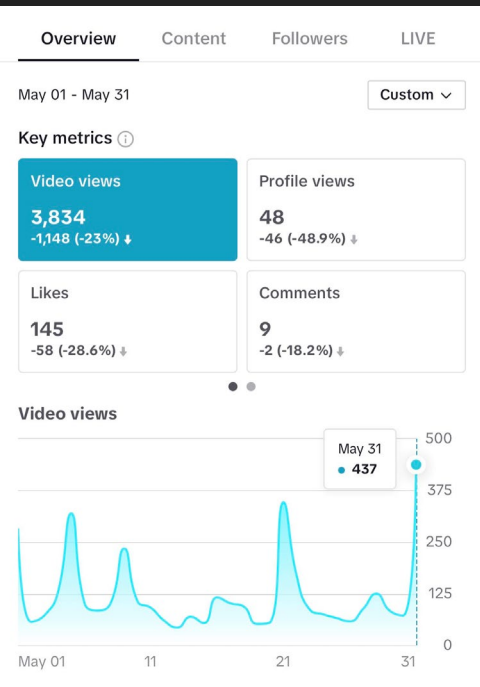 Overview Content Followers LIVE
May 01 - May 31
Custom
Key metrics
Video views
3,834
-1,148 (-23%)
Profile views
48
-46 (-48.9%)
Likes
145
-58 (-28.6%)
Comments
9
-2 (-18.2%)
Video views
May 31
437
500
375
250
125
0
May 01 11 21 31